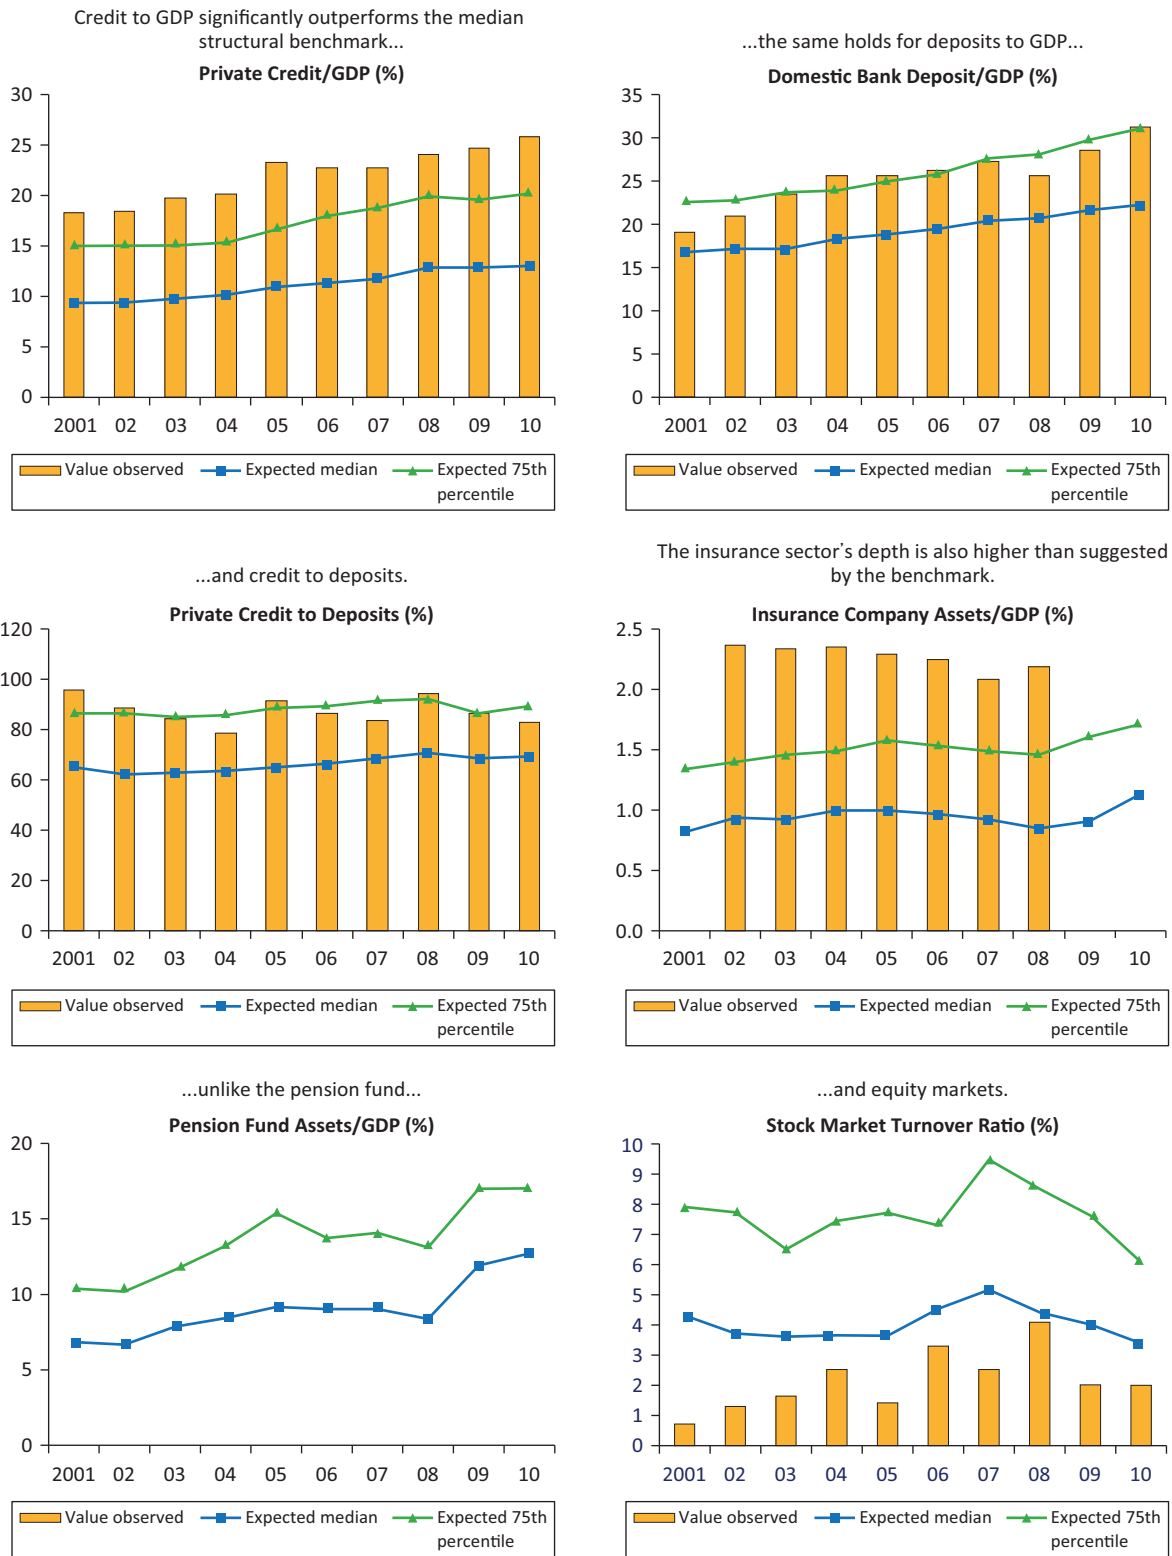 Credit to GDP significantly outperforms the median
structural benchmark...
Private Credit/GDP (%)
30
25
20
15
10
5
0
2001 02 03 04 05 06 07 08 09 10
Value observed Expected median Expected 75th
percentile
...the same holds for deposits to GDP...
Domestic Bank Deposit/GDP (%)
35
30
25
20
15
10
5
0
2001 02 03 04 05 06 07 08 09 10
Value observed Expected median Expected 75th
percentile
...and credit to deposits.
Private Credit to Deposits (%)
120
100
80
60
40
20
0
2001 02 03 04 05 06 07 08 09 10
Value observed Expected median Expected 75th
percentile
The insurance sector's depth is also higher than suggested
by the benchmark.
Insurance Company Assets/GDP (%)
2.5
2.0
1.5
1.0
0.5
0.0
2001 02 03 04 05 06 07 08 09 10
Value observed Expected median Expected 75th
percentile
...unlike the pension fund...
Pension Fund Assets/GDP (%)
20
15
10
5
0
2001 02 03 04 05 06 07 08 09 10
Value observed Expected median Expected 75th
percentile
...and equity markets.
Stock Market Turnover Ratio (%)
10
9
8
7
6
5
4
3
2
1
0
2001 02 03 04 05 06 07 08 09 10
Value observed Expected median Expected 75th
percentile